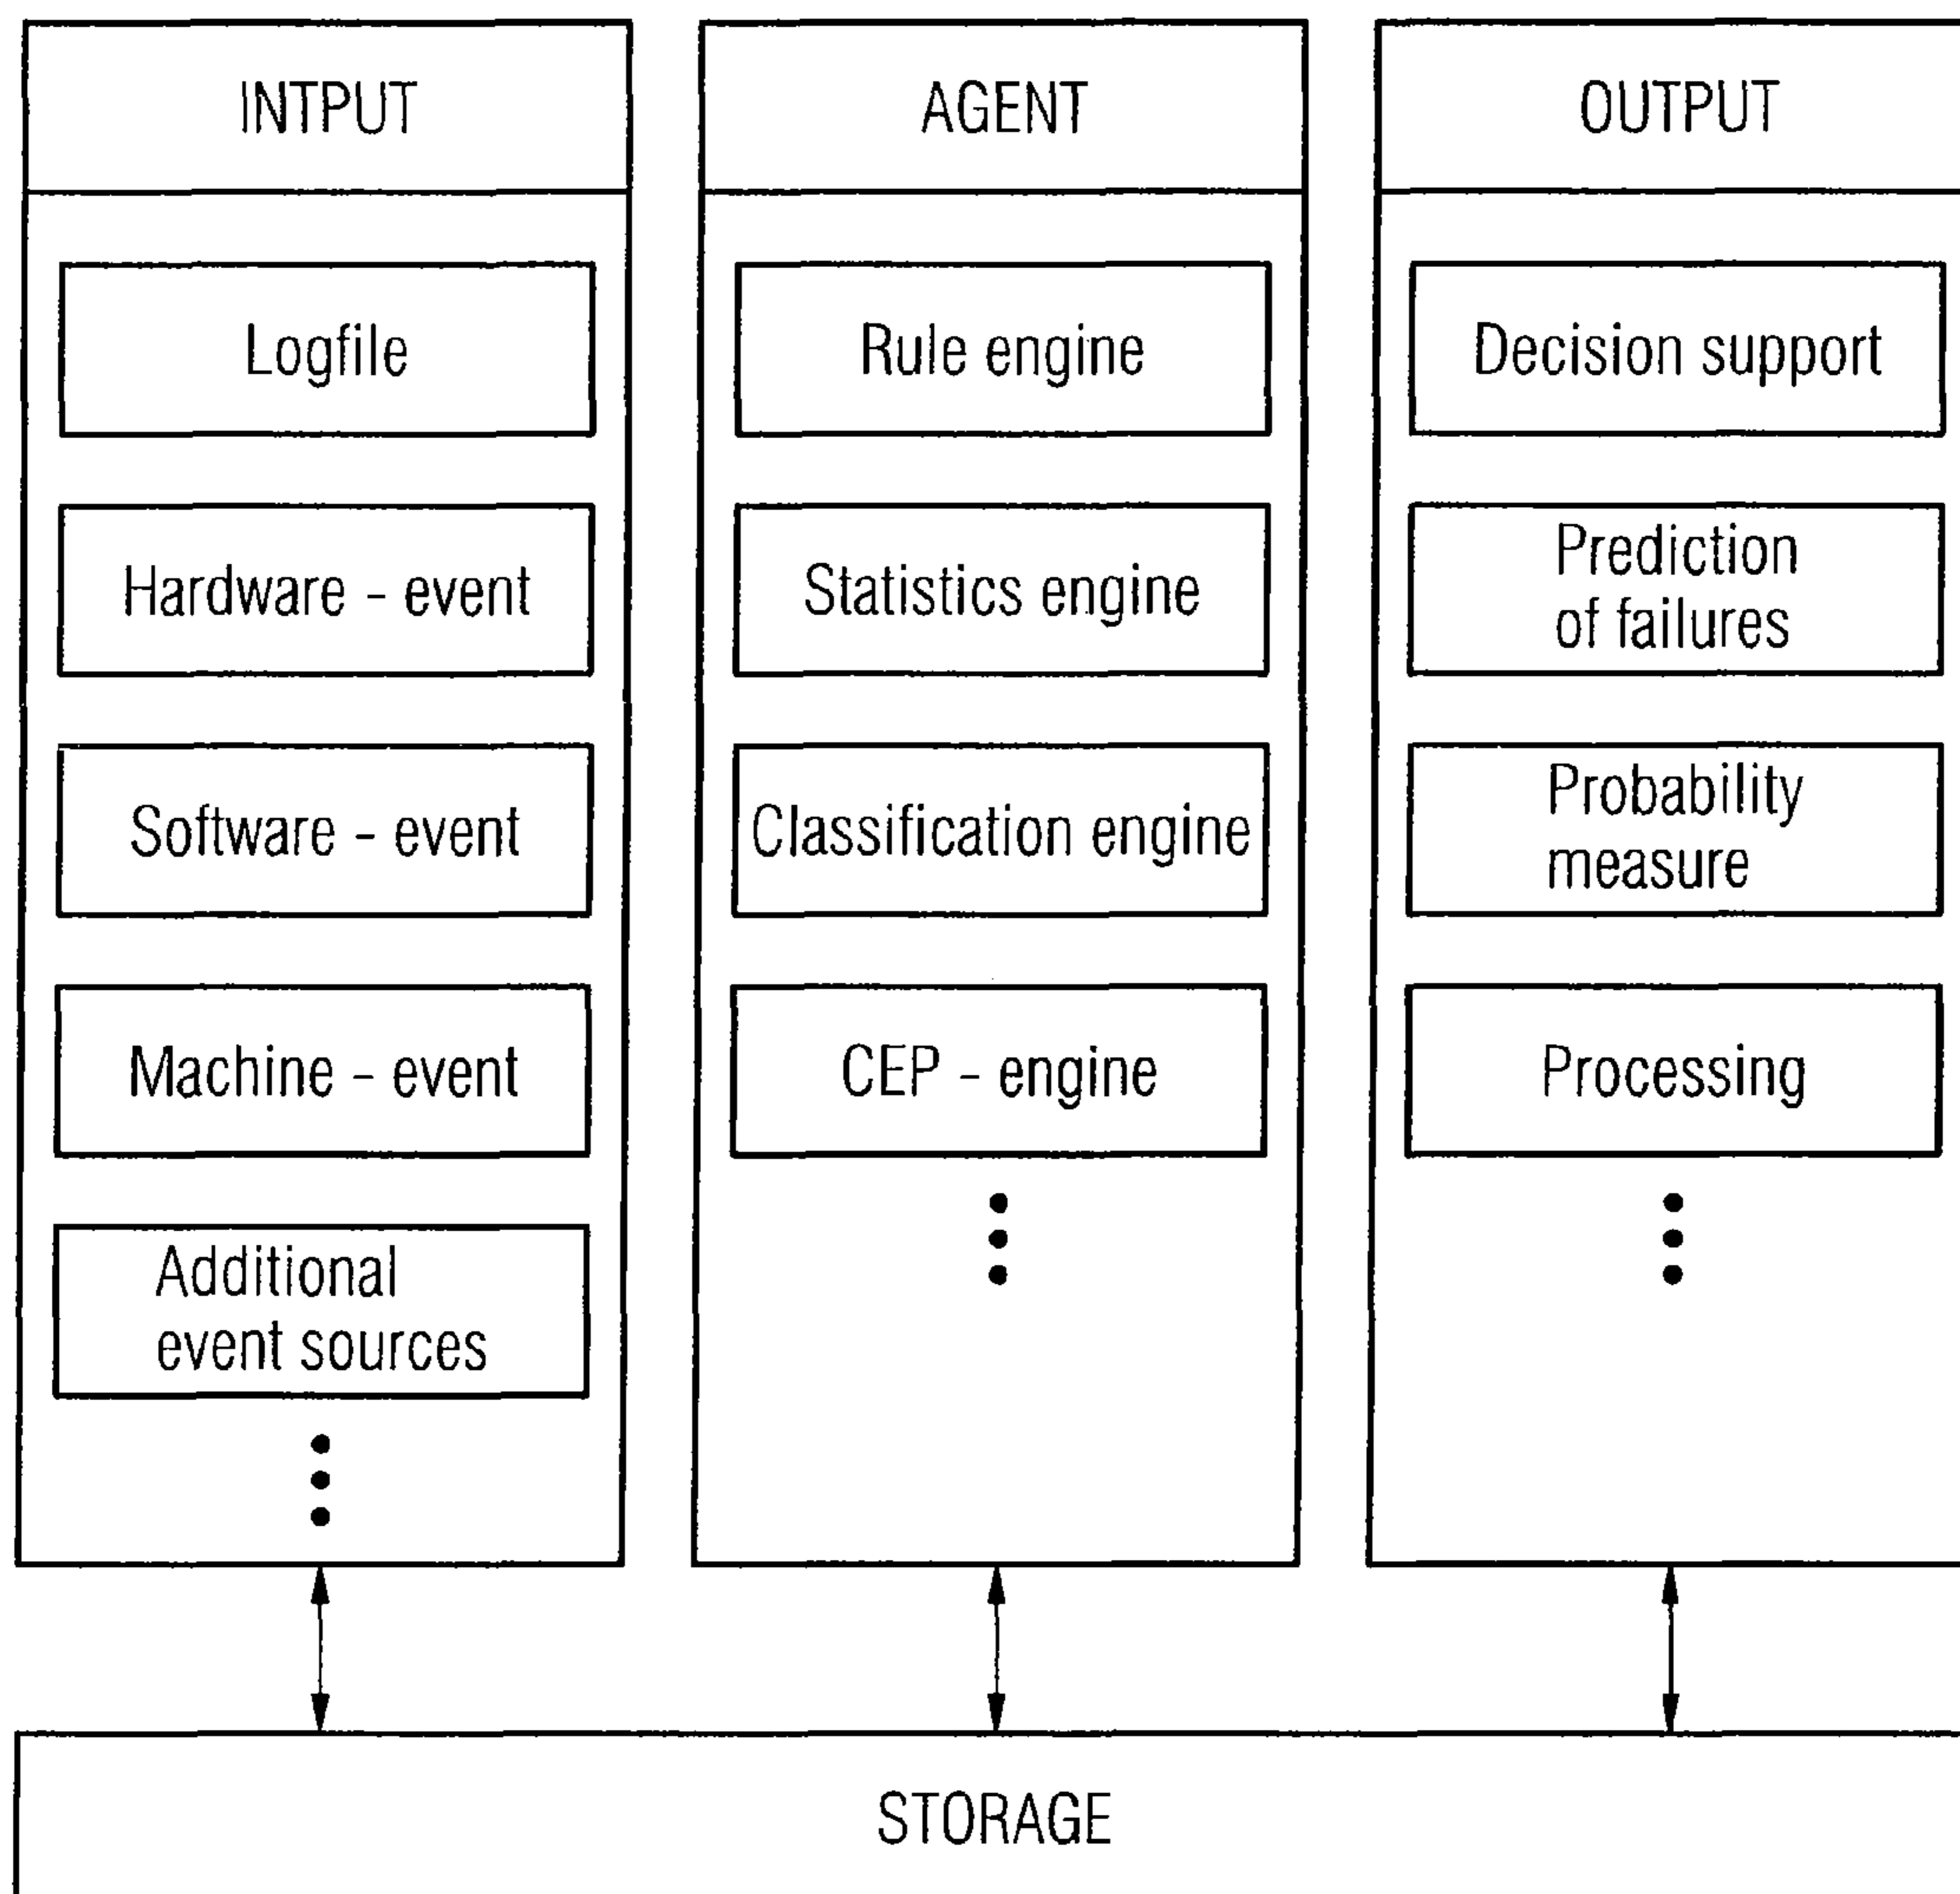 INTPUT
Logfile
Hardware - event
Software - event
Machine - event
Additional
event sources
AGENT
Rule engine
Statistics engine
Classification engine
CEP - engine
OUTPUT
Decision support
Prediction
of failures
Probability
measure
Processing
STORAGE